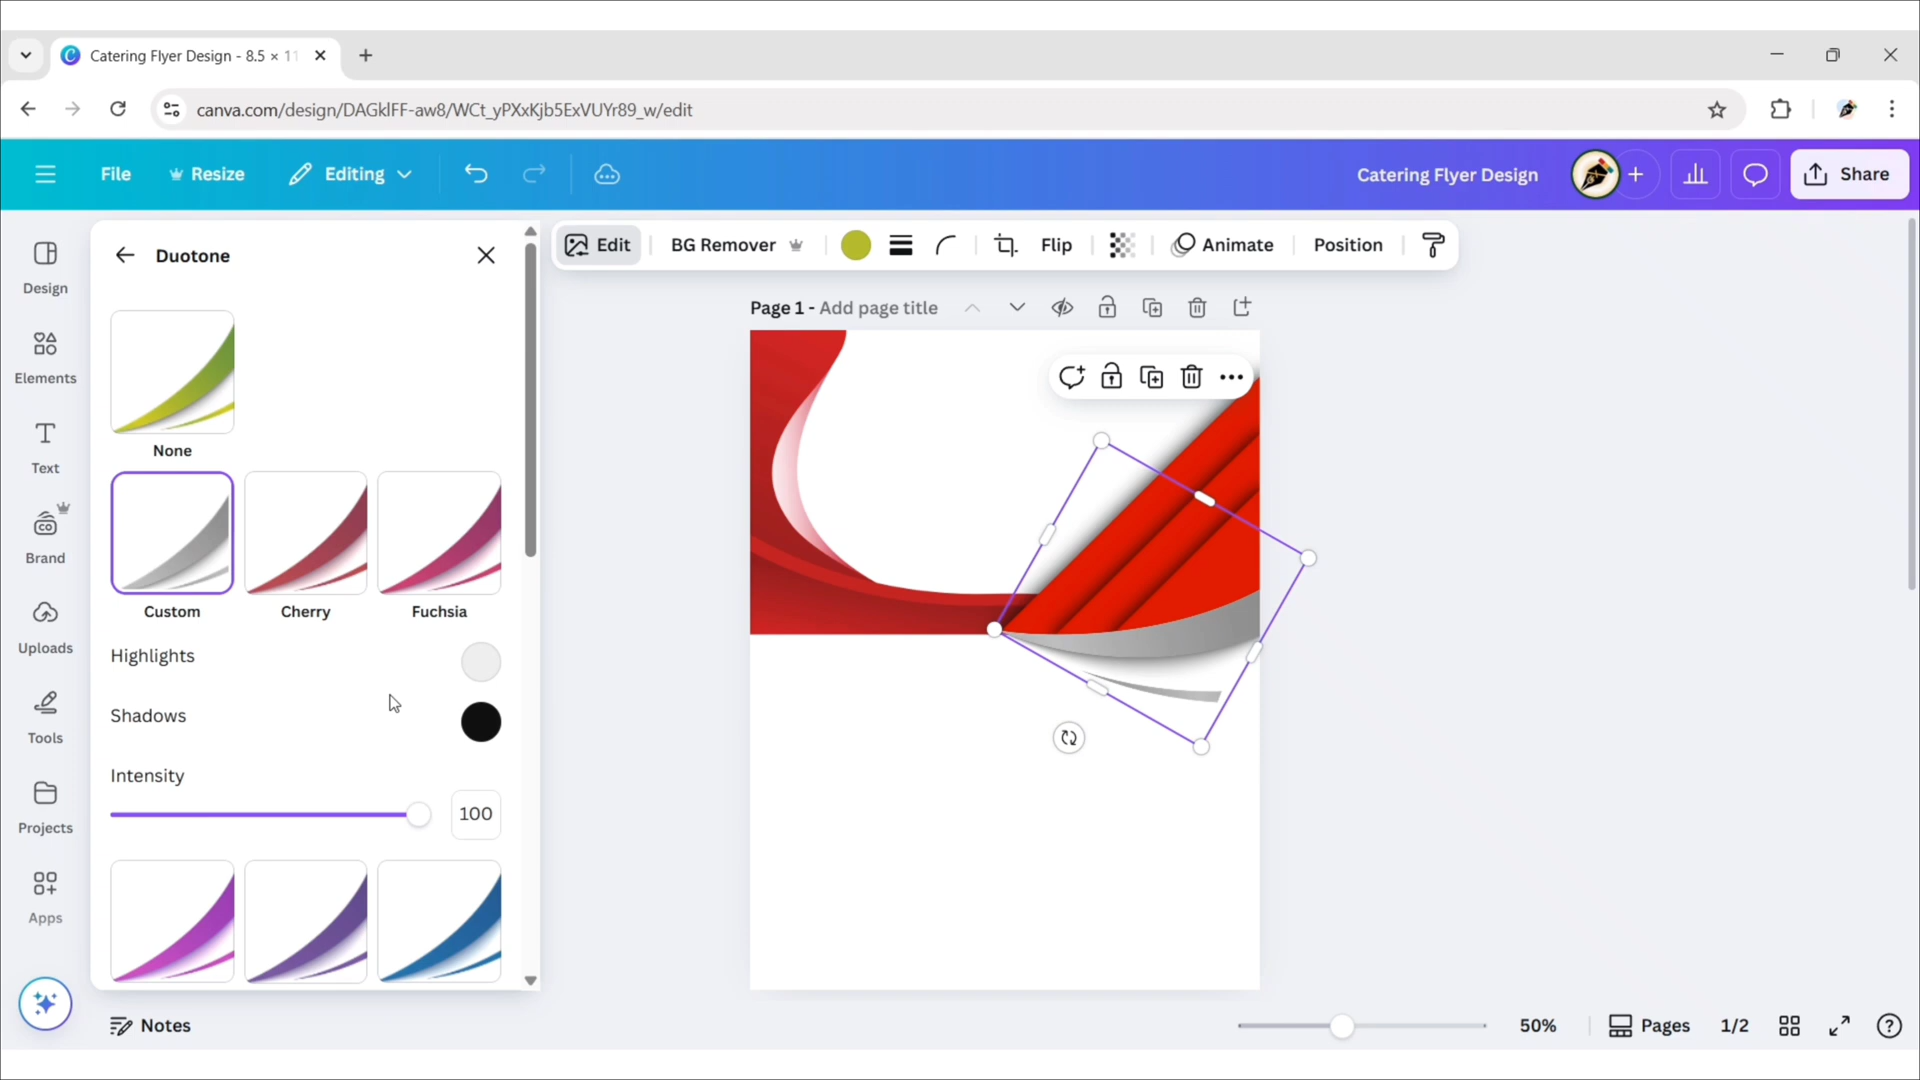 Catering Flyer Design - 8.5 × 11
canva.com/design/DAGklFF-aw8/WCt_yPXxKjb5ExVUYr89_w/edit
File
Resize
Editing
Catering Flyer Design
Share
Design
Elements
Text
Brand
Uploads
Tools
Projects
Apps
Duotone
None
Custom
Cherry
Fuchsia
Highlights
Shadows
Intensity
100
Edit
BG Remover
Flip
Animate
Position
Page 1 - Add page title
Notes
50%
Pages
1/2